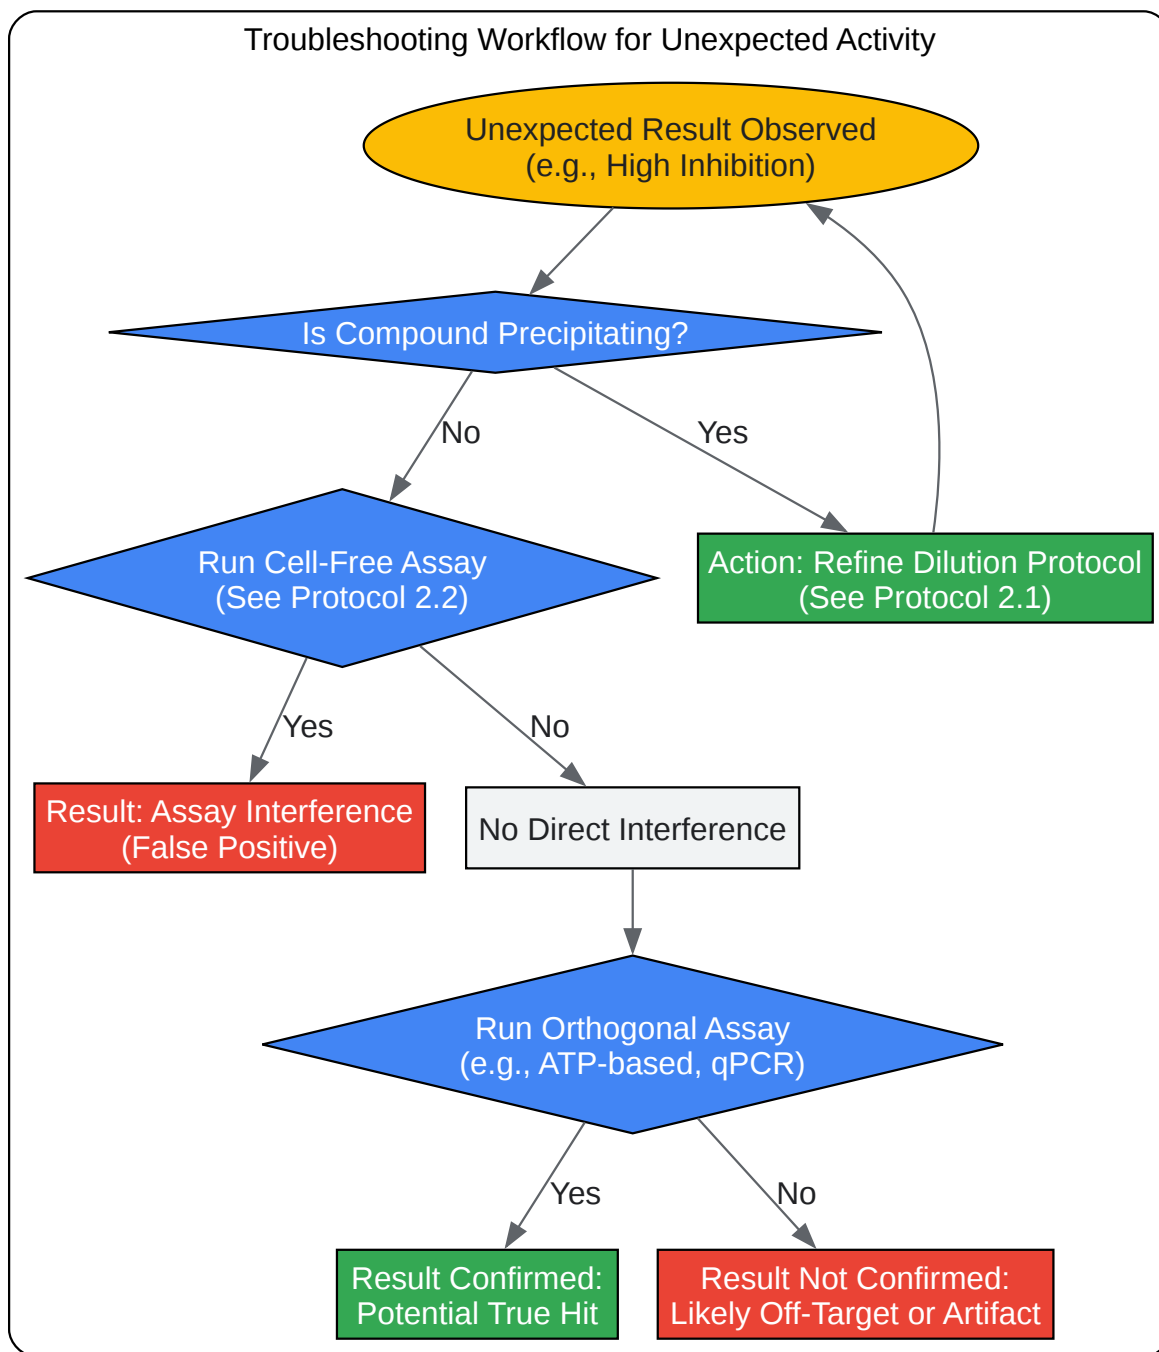 Troubleshooting Workflow for Unexpected Activity
Unexpected Result Observed
(e.g., High Inhibition)
Is Compound Precipitating?
No
Yes
Run Cell-Free Assay
(See Protocol 2.2)
Action: Refine Dilution Protocol
(See Protocol 2.1)
Yes
No
Result: Assay Interference
(False Positive)
No Direct Interference
Run Orthogonal Assay
(e.g., ATP-based, qPCR)
Yes
No
Result Confirmed:
Potential True Hit
Result Not Confirmed:
Likely Off-Target or Artifact